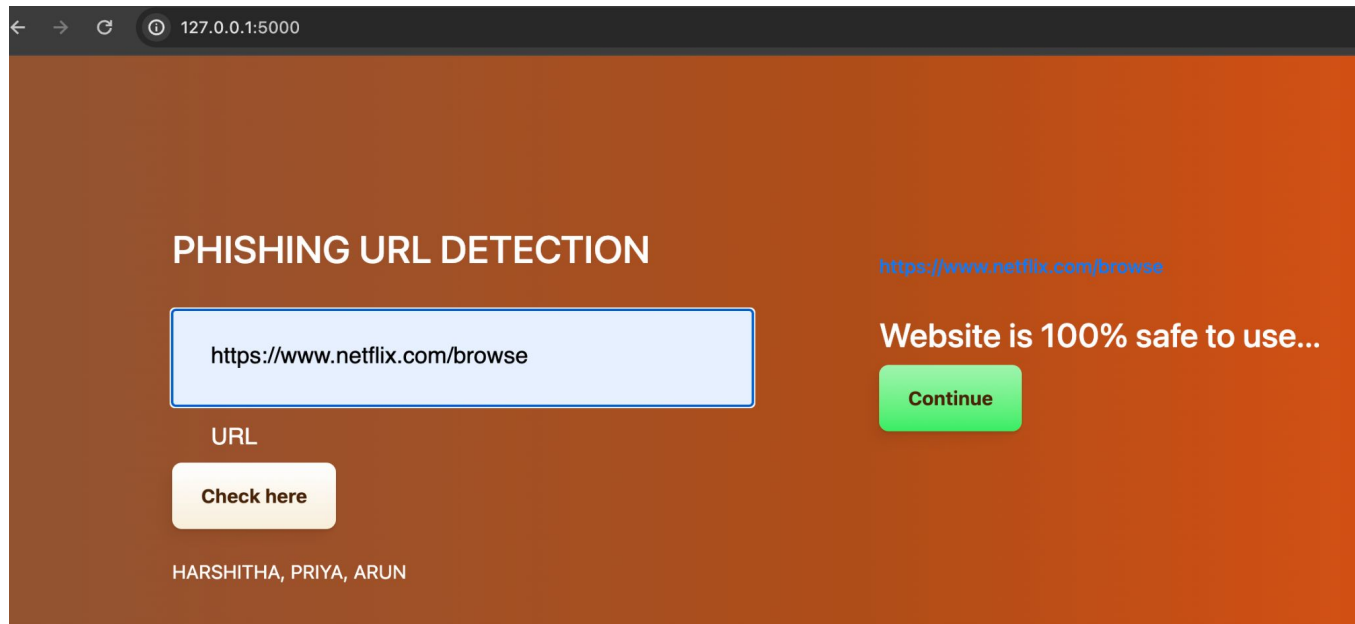 127.0.0.1:5000
PHISHING URL DETECTION
https://www.netflix.com/browse
URL
Check here
HARSHITHA, PRIYA, ARUN
https://www.netflix.com/browse
Website is 100% safe to use...
Continue